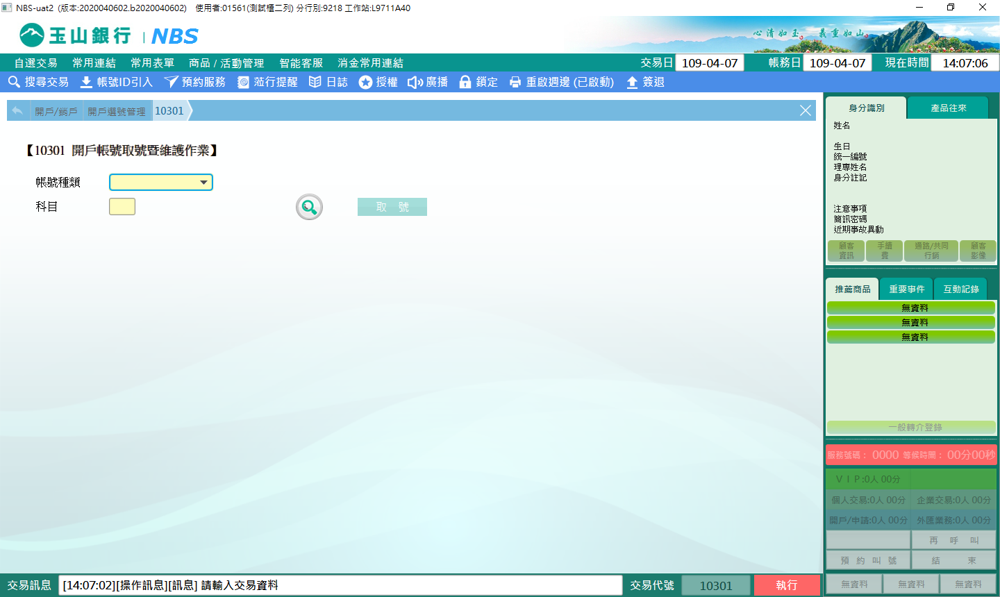 NBS-uat2 (版本:2020040602.b2020040602) 使用者:01561(測試櫃二列) 分行別:9218 工作站:L9711A40
玉山銀行 | NBS
心清如玉 義重如山
自選交易 常用連結 常用表單 商品/活動管理 智能客服 消金常用連結 交易日 109-04-07 帳務日 109-04-07 現在時間 14:07:06
搜尋交易 帳號ID引入 預約服務 蒞行提醒 日誌 授權 廣播 鎖定 重啟週邊 (已啟動) 簽退
開戶/銷戶 開戶選號管理 10301
【10301 開戶帳號取號暨維護作業】
帳號種類
科目
取 號
身分識別 產品往來
姓名
生日
統一編號
理專姓名
身分註記
注意事項
簡訊密碼
近期事故異動
顧客資訊 手續費 通路/共同行銷 顧客影像
推薦商品 重要事件 互動記錄
無資料
無資料
無資料
一般轉介登錄
服務號碼： 0000 等候時間： 00分00秒
ＶＩＰ:0人 00分
個人交易:0人 00分 企業交易:0人 00分
開戶/申請:0人 00分 外匯業務:0人 00分
再 呼 叫
預 約 叫 號 結 束
無資料 無資料 無資料
交易訊息 [14:07:02][操作訊息][訊息] 請輸入交易資料 交易代號 10301 執行